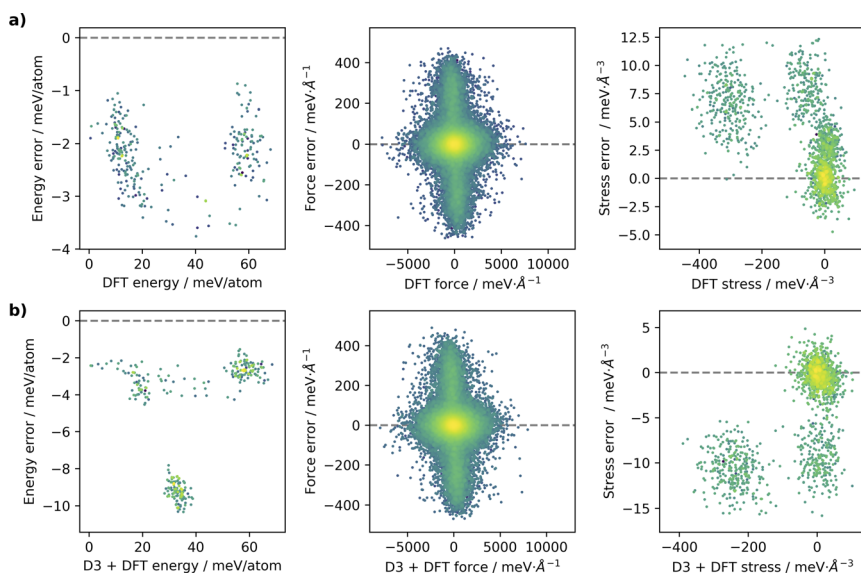 a)
Energy error / meV/atom
0
−1
−2
−3
−4
0 20 40 60
DFT energy / meV/atom
Force error / meV·Å⁻¹
400
200
0
−200
−400
−5000 0 5000 10000
DFT force / meV·Å⁻¹
Stress error / meV·Å⁻³
12.5
10.0
7.5
5.0
2.5
0.0
−2.5
−5.0
−400 −200 0
DFT stress / meV·Å⁻³
b)
Energy error / meV/atom
0
−2
−4
−6
−8
−10
0 20 40 60
D3 + DFT energy / meV/atom
Force error / meV·Å⁻¹
400
200
0
−200
−400
−5000 0 5000 10000
D3 + DFT force / meV·Å⁻¹
Stress error / meV·Å⁻³
5
0
−5
−10
−15
−400 −200 0
D3 + DFT stress / meV·Å⁻³